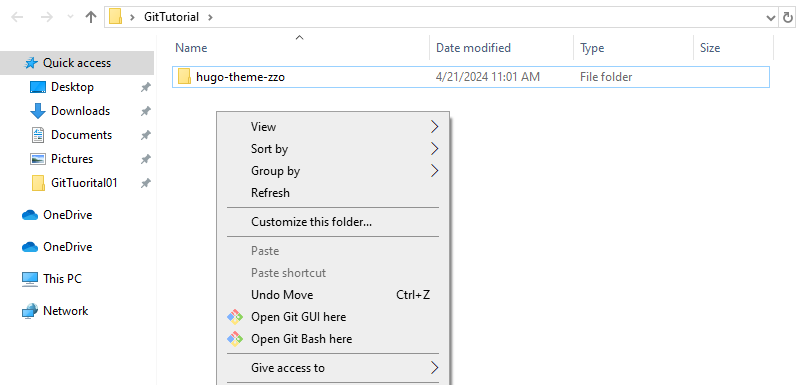 GitTutorial
Name
Date modified
Type
Size
Quick access
Desktop
Downloads
Documents
Pictures
GitTuorital01
OneDrive
OneDrive
This PC
Network
hugo-theme-zzo 4/21/2024 11:01 AM File folder
View
Sort by
Group by
Refresh
Customize this folder...
Paste
Paste shortcut
Undo Move Ctrl+Z
Open Git GUI here
Open Git Bash here
Give access to